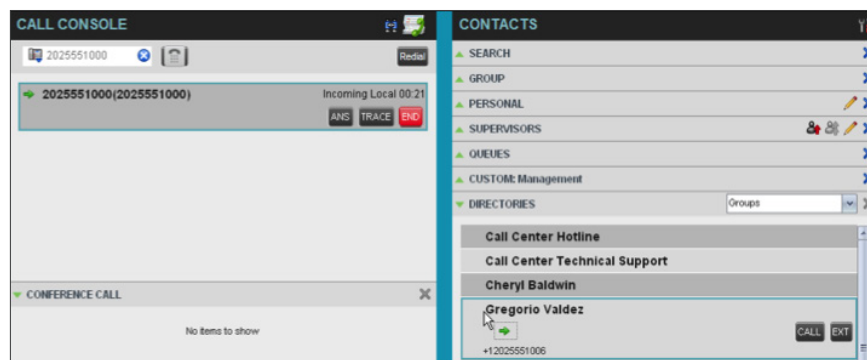 CALL CONSOLE
2025551000
Redial
2025551000(2025551000)
Incoming Local 00:21
ANS TRACE END
CONFERENCE CALL
No items to show
CONTACTS
SEARCH
GROUP
PERSONAL
SUPERVISORS
QUEUES
CUSTOM: Management
DIRECTORIES
Groups
Call Center Hotline
Call Center Technical Support
Cheryl Baldwin
Gregorio Valdez
CALL EXT
+12025551006